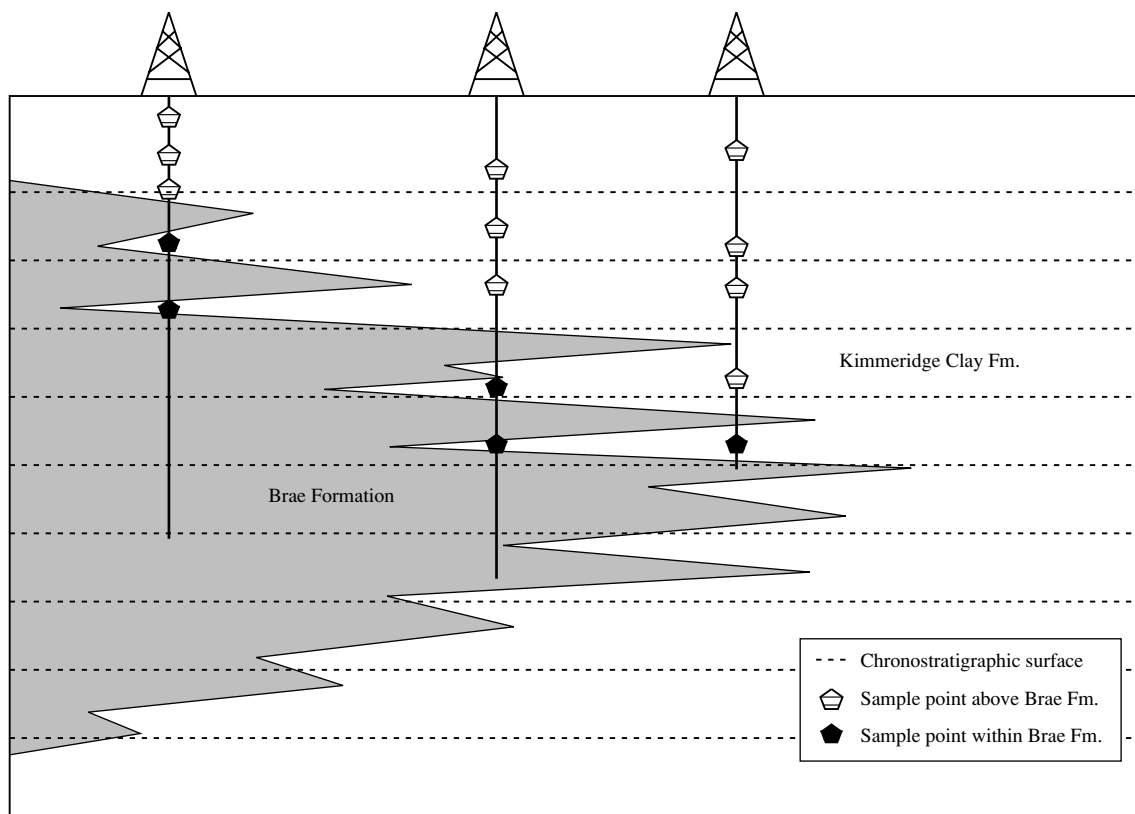 Kimmeridge Clay Fm.
Brae Formation
Chronostratigraphic surface
Sample point above Brae Fm.
Sample point within Brae Fm.